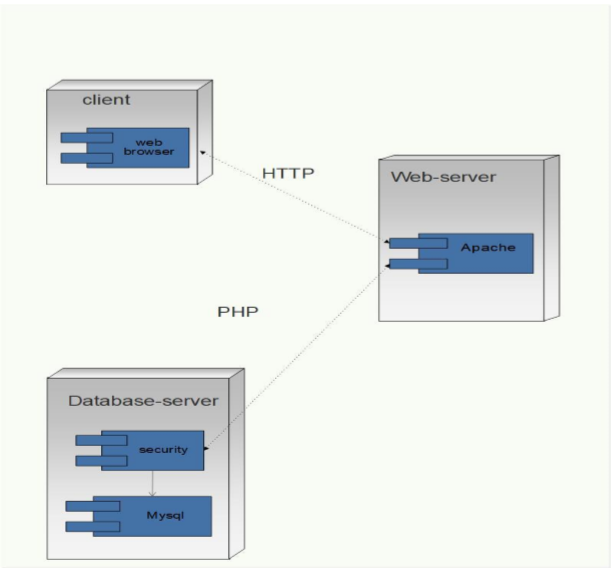 client
web
browser
HTTP
Web-server
Apache
PHP
Database-server
security
Mysql